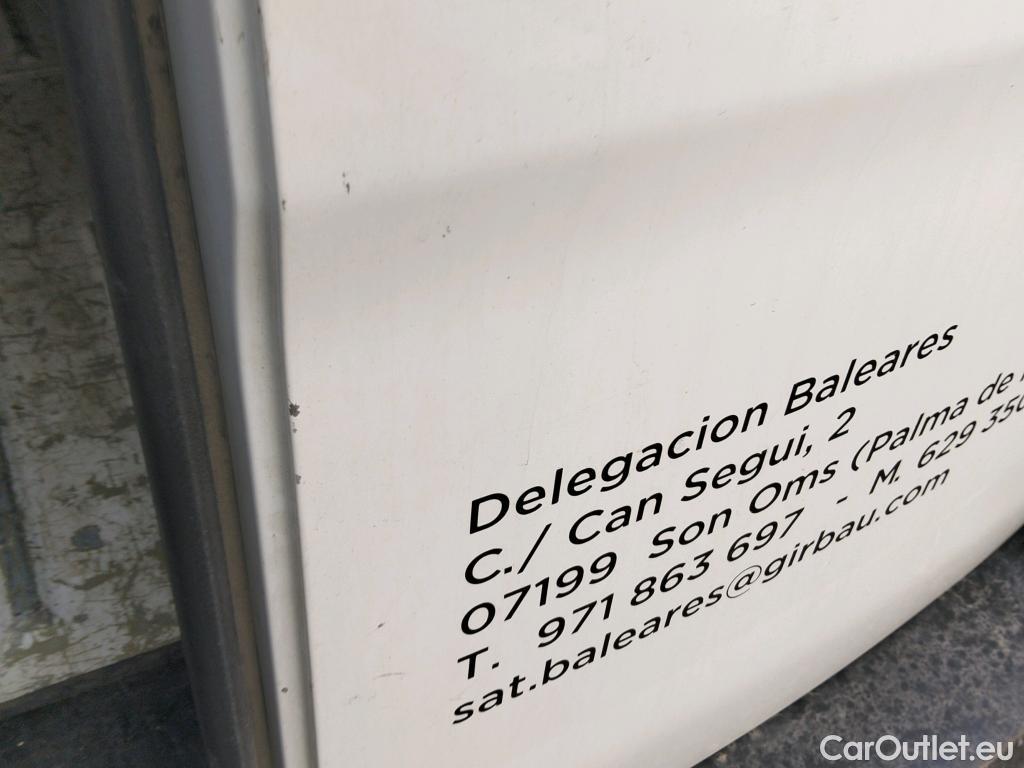 Delegacion Baleares
C./ Can Segui, 2
07199 Son Oms (Palma de
T. 971 863 697 - M. 629 350
sat.baleares@girbau.com
CarOutlet.eu